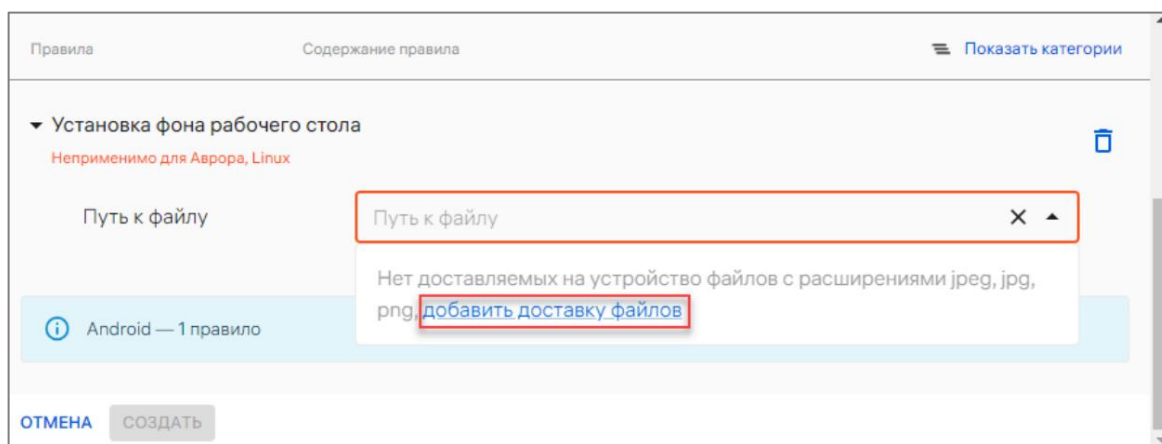 Правила Содержание правила Показать категории
Установка фона рабочего стола
Неприменимо для Аврора, Linux
Путь к файлу Путь к файлу
Нет доставляемых на устройство файлов с расширениями jpeg, jpg,
png, добавить доставку файлов
Android — 1 правило
ОТМЕНА СОЗДАТЬ